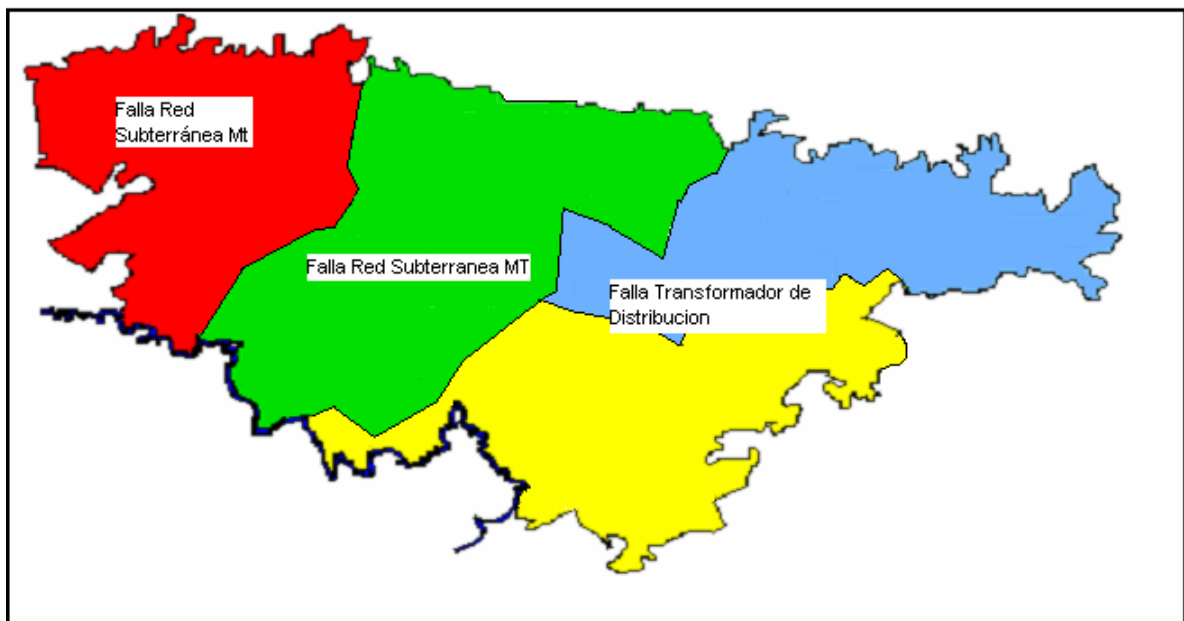 Falla Red
Subterránea Mt
Falla Red Subterranea MT
Falla Transformador de
Distribucion